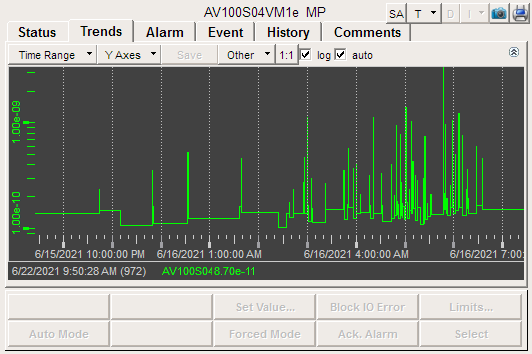 AV100S04VM1e MP
SA T D I
Status Trends Alarm Event History Comments
Time Range Y Axes Save Other 1:1 log auto
1.00e-09
1.00e-10
6/15/2021 10:00:00 PM 6/16/2021 1:00:00 AM 6/16/2021 4:00:00 AM 6/16/2021 7:00:
6/22/2021 9:50:28 AM (972) AV100S048.70e-11
Set Value... Block IO Error Limits...
Auto Mode Forced Mode Ack. Alarm Select